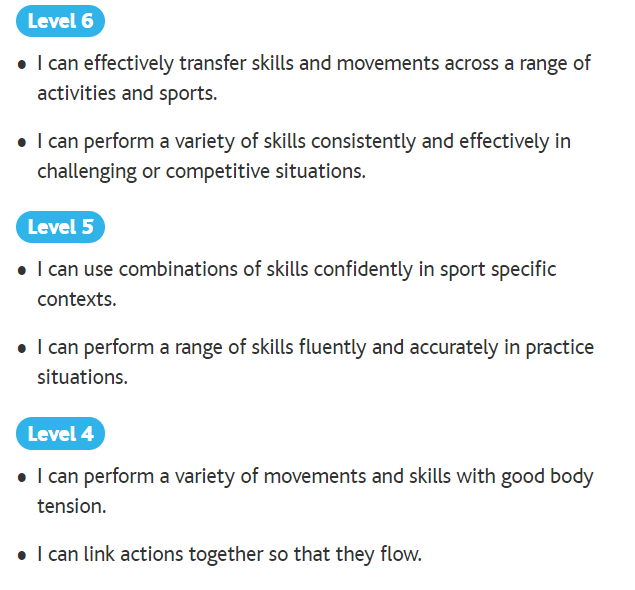 Level 6
• I can effectively transfer skills and movements across a range of
activities and sports.
• I can perform a variety of skills consistently and effectively in
challenging or competitive situations.
Level 5
• I can use combinations of skills confidently in sport specific
contexts.
• I can perform a range of skills fluently and accurately in practice
situations.
Level 4
• I can perform a variety of movements and skills with good body
tension.
• I can link actions together so that they flow.